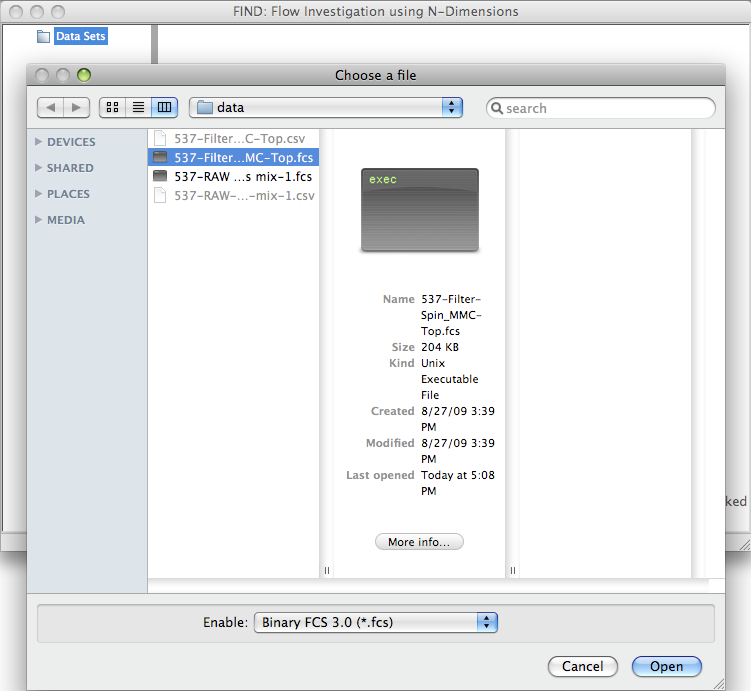 FIND: Flow Investigation using N-Dimensions
Data Sets
Choose a file
data
search
DEVICES
SHARED
PLACES
MEDIA
537-Filter...C-Top.csv
537-Filter...MC-Top.fcs
537-RAW ...s mix-1.fcs
537-RAW-...-mix-1.csv
exec
Name 537-Filter-
Spin_MMC-
Top.fcs
Size 204 KB
Kind Unix
Executable
File
Created 8/27/09 3:39
PM
Modified 8/27/09 3:39
PM
Last opened Today at 5:08
PM
More info...
ked
Enable: Binary FCS 3.0 (*.fcs)
Cancel Open